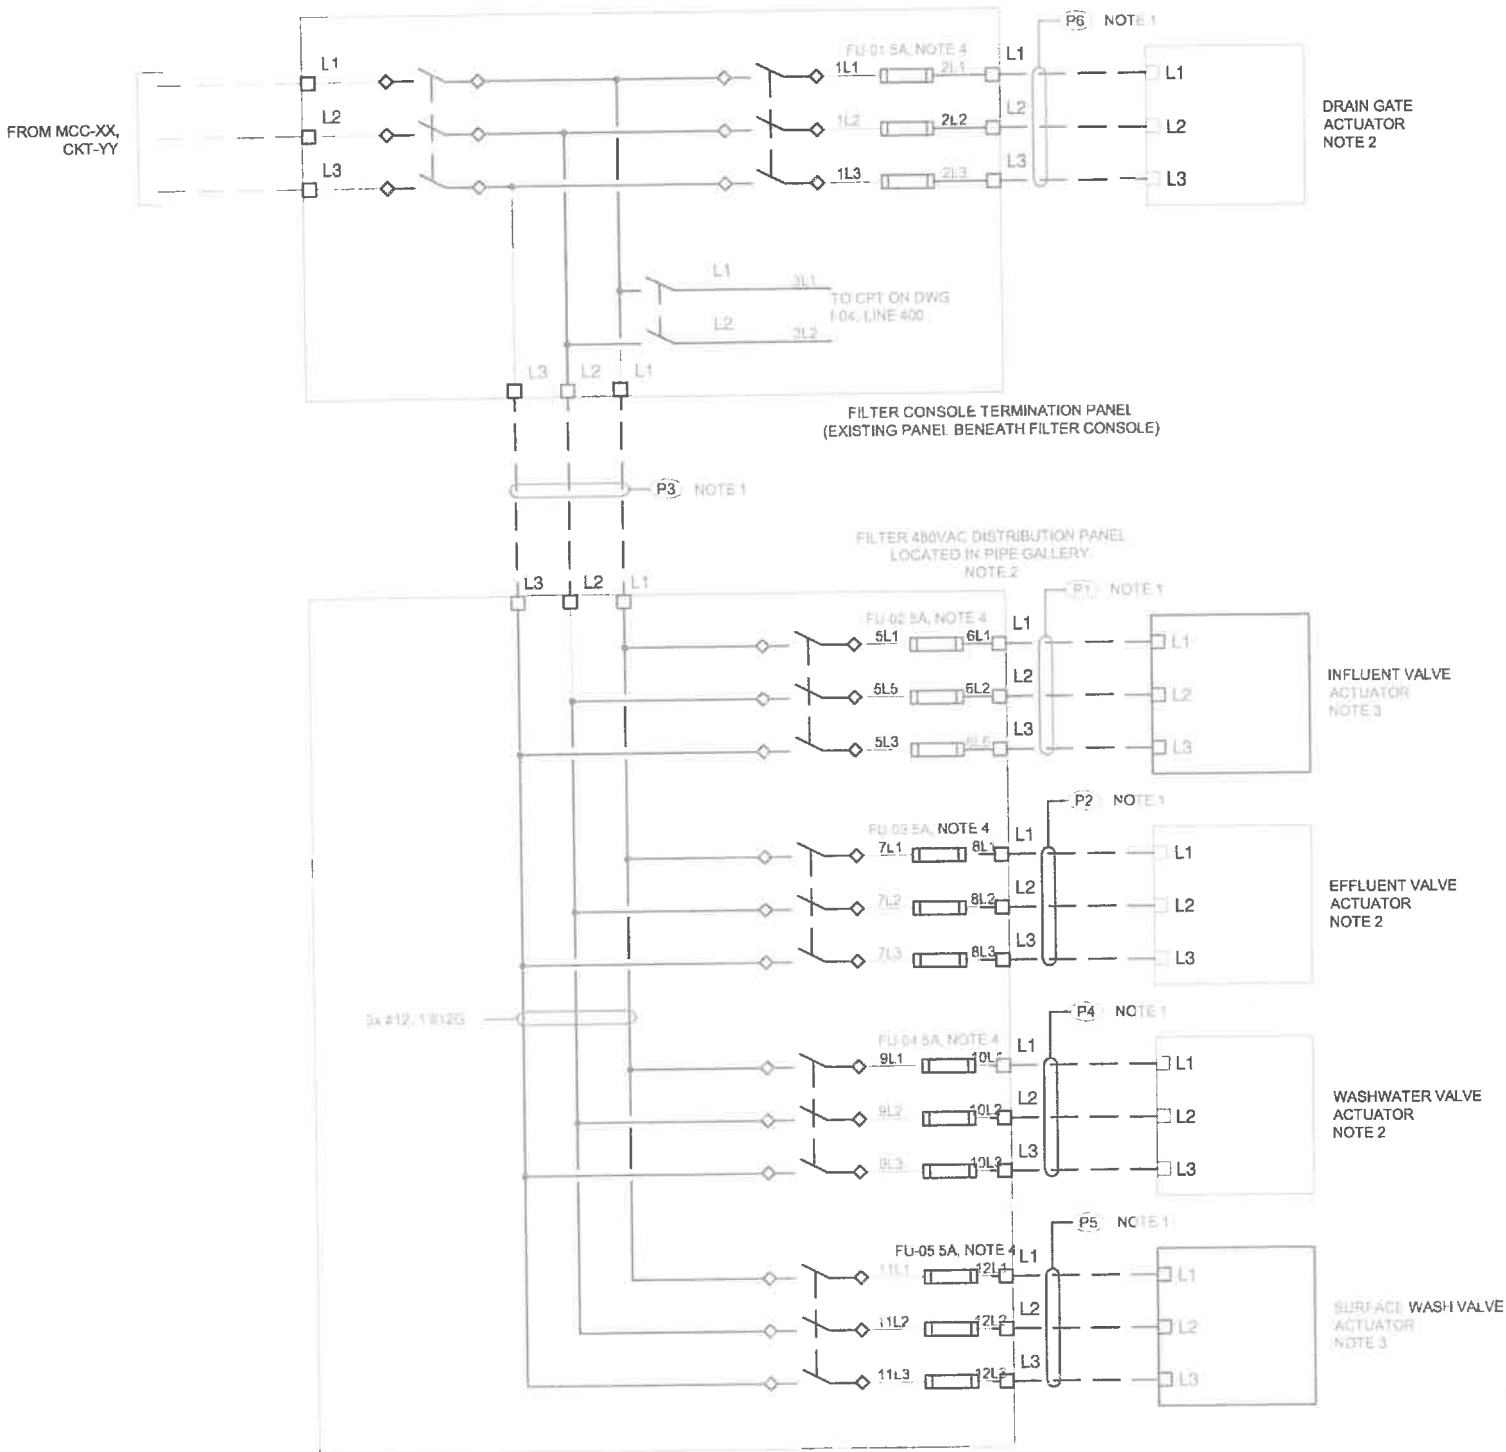 P6 NOTE 1
FU-01 5A, NOTE 4
L1
L1
1L1
2L1
L1
FROM MCC-XX,
CKT-YY
L2
L2
1L2
2L2
L2
DRAIN GATE
ACTUATOR
NOTE 2
L3
L3
1L3
2L3
L3
L1
3L1
TO CPT ON DWG
I-04, LINE 400
L2
3L2
L3 L2 L1
FILTER CONSOLE TERMINATION PANEL
(EXISTING PANEL BENEATH FILTER CONSOLE)
P3 NOTE 1
FILTER 480VAC DISTRIBUTION PANEL
LOCATED IN PIPE GALLERY
NOTE 2
L3 L2 L1
P1 NOTE 1
FU-02 5A, NOTE 4
L1
5L1
6L1
L1
L2
5L5
6L2
L2
INFLUENT VALVE
ACTUATOR
NOTE 3
L3
5L3
L3
P2 NOTE 1
FU-03 5A, NOTE 4
L1
7L1
8L1
L1
L2
7L2
8L2
L2
EFFLUENT VALVE
ACTUATOR
NOTE 2
L3
7L3
8L3
L3
3x #12, 1 #12G
P4 NOTE 1
FU-04 5A, NOTE 4
L1
9L1
10L1
L1
L2
9L2
10L2
L2
WASHWATER VALVE
ACTUATOR
NOTE 2
L3
9L3
10L3
L3
P5 NOTE 1
FU-05 5A, NOTE 4
L1
11L1
12L1
L1
L2
11L2
12L2
L2
SURFACE WASH VALVE
ACTUATOR
NOTE 3
L3
11L3
L3